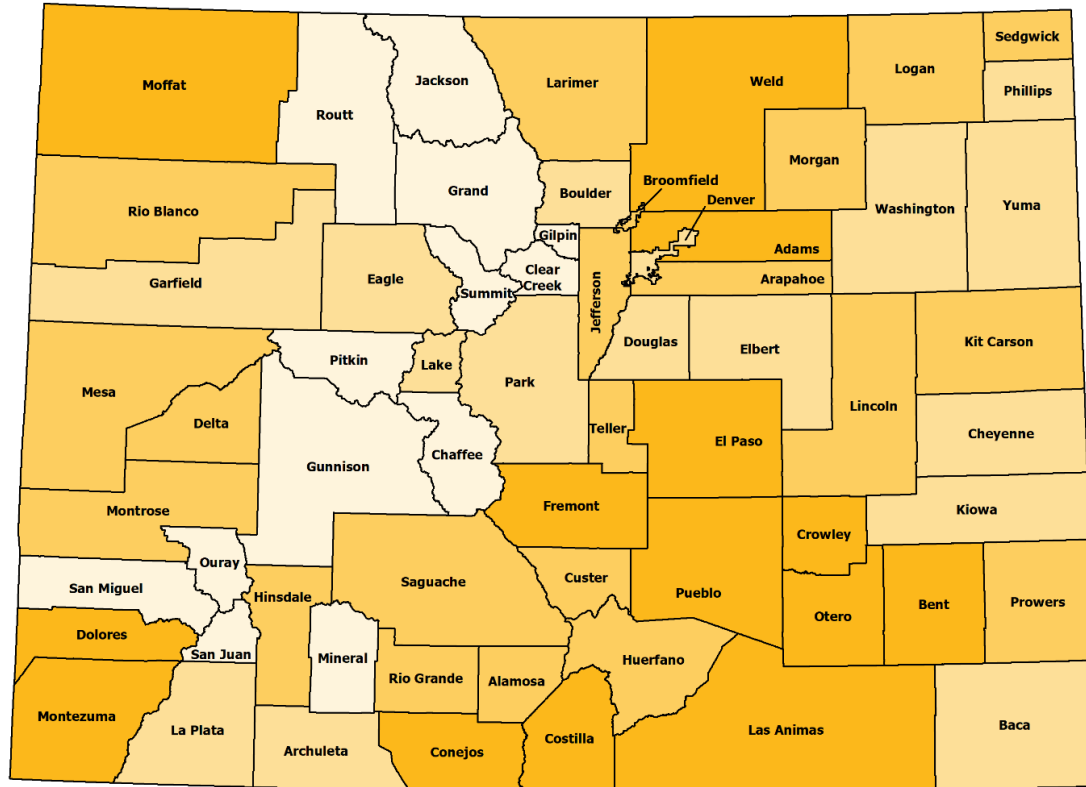 Moffat
Routt
Jackson
Larimer
Weld
Logan
Sedgwick
Phillips
Rio Blanco
Grand
Boulder
Broomfield
Denver
Morgan
Washington
Yuma
Garfield
Eagle
Summit
Gilpin
Clear
Creek
Jefferson
Adams
Arapahoe
Mesa
Pitkin
Lake
Park
Douglas
Elbert
Kit Carson
Delta
Gunnison
Chaffee
Teller
El Paso
Lincoln
Cheyenne
Montrose
Fremont
Crowley
Kiowa
Ouray
San Miguel
Hinsdale
Saguache
Custer
Pueblo
Otero
Bent
Prowers
Dolores
San Juan
Mineral
Rio Grande
Alamosa
Huerfano
Montezuma
La Plata
Archuleta
Conejos
Costilla
Las Animas
Baca